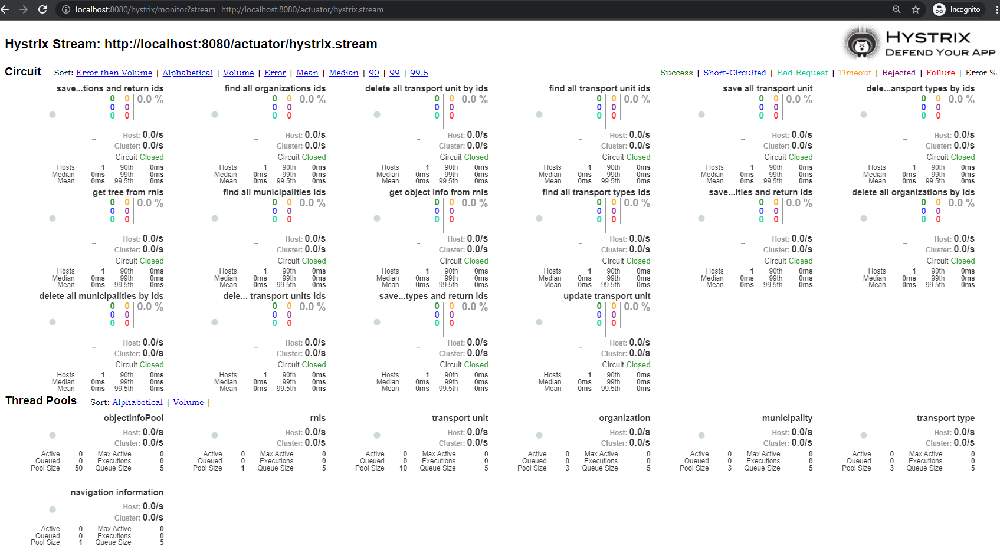 localhost:8080/hystrix/monitor?stream=http://localhost:8080/actuator/hystrix.stream Incognito
Hystrix Stream: http://localhost:8080/actuator/hystrix.stream
HYSTRIX
DEFEND YOUR APP
Circuit Sort: Error then Volume | Alphabetical | Volume | Error | Mean | Median | 90 | 99 | 99.5 Success | Short-Circuited | Bad Request | Timeout | Rejected | Failure | Error %
save...tions and return ids find all organizations ids delete all transport unit by ids find all transport unit ids save all transport unit dele...ansport types by ids
0 0 0.0 % 0 0 0.0 % 0 0 0.0 % 0 0 0.0 % 0 0 0.0 % 0 0 0.0 %
0 0 0 0 0 0 0 0 0 0 0 0
0 0 0 0 0 0 0 0 0 0 0 0
Host: 0.0/s Host: 0.0/s Host: 0.0/s Host: 0.0/s Host: 0.0/s Host: 0.0/s
Cluster: 0.0/s Cluster: 0.0/s Cluster: 0.0/s Cluster: 0.0/s Cluster: 0.0/s Cluster: 0.0/s
Circuit Closed Circuit Closed Circuit Closed Circuit Closed Circuit Closed Circuit Closed
Hosts 1 90th 0ms Hosts 1 90th 0ms Hosts 1 90th 0ms Hosts 1 90th 0ms Hosts 1 90th 0ms Hosts 1 90th 0ms
Median 0ms 99th 0ms Median 0ms 99th 0ms Median 0ms 99th 0ms Median 0ms 99th 0ms Median 0ms 99th 0ms Median 0ms 99th 0ms
Mean 0ms 99.5th 0ms Mean 0ms 99.5th 0ms Mean 0ms 99.5th 0ms Mean 0ms 99.5th 0ms Mean 0ms 99.5th 0ms Mean 0ms 99.5th 0ms
get tree from rnis find all municipalities ids get object info from rnis find all transport types ids save...ities and return ids delete all organizations by ids
0 0 0.0 % 0 0 0.0 % 0 0 0.0 % 0 0 0.0 % 0 0 0.0 % 0 0 0.0 %
0 0 0 0 0 0 0 0 0 0 0 0
0 0 0 0 0 0 0 0 0 0 0 0
Host: 0.0/s Host: 0.0/s Host: 0.0/s Host: 0.0/s Host: 0.0/s Host: 0.0/s
Cluster: 0.0/s Cluster: 0.0/s Cluster: 0.0/s Cluster: 0.0/s Cluster: 0.0/s Cluster: 0.0/s
Circuit Closed Circuit Closed Circuit Closed Circuit Closed Circuit Closed Circuit Closed
Hosts 1 90th 0ms Hosts 1 90th 0ms Hosts 1 90th 0ms Hosts 1 90th 0ms Hosts 1 90th 0ms Hosts 1 90th 0ms
Median 0ms 99th 0ms Median 0ms 99th 0ms Median 0ms 99th 0ms Median 0ms 99th 0ms Median 0ms 99th 0ms Median 0ms 99th 0ms
Mean 0ms 99.5th 0ms Mean 0ms 99.5th 0ms Mean 0ms 99.5th 0ms Mean 0ms 99.5th 0ms Mean 0ms 99.5th 0ms Mean 0ms 99.5th 0ms
delete all municipalities by ids dele... transport units ids save...types and return ids update transport unit
0 0 0.0 % 0 0 0.0 % 0 0 0.0 % 0 0 0.0 %
0 0 0 0 0 0 0 0
0 0 0 0 0 0 0 0
Host: 0.0/s Host: 0.0/s Host: 0.0/s Host: 0.0/s
Cluster: 0.0/s Cluster: 0.0/s Cluster: 0.0/s Cluster: 0.0/s
Circuit Closed Circuit Closed Circuit Closed Circuit Closed
Hosts 1 90th 0ms Hosts 1 90th 0ms Hosts 1 90th 0ms Hosts 1 90th 0ms
Median 0ms 99th 0ms Median 0ms 99th 0ms Median 0ms 99th 0ms Median 0ms 99th 0ms
Mean 0ms 99.5th 0ms Mean 0ms 99.5th 0ms Mean 0ms 99.5th 0ms Mean 0ms 99.5th 0ms
Thread Pools Sort: Alphabetical | Volume |
objectInfoPool rnis transport unit organization municipality transport type
Host: 0.0/s Host: 0.0/s Host: 0.0/s Host: 0.0/s Host: 0.0/s Host: 0.0/s
Cluster: 0.0/s Cluster: 0.0/s Cluster: 0.0/s Cluster: 0.0/s Cluster: 0.0/s Cluster: 0.0/s
Active 0 Max Active 0 Active 0 Max Active 0 Active 0 Max Active 0 Active 0 Max Active 0 Active 0 Max Active 0 Active 0 Max Active 0
Queued 0 Executions 0 Queued 0 Executions 0 Queued 0 Executions 0 Queued 0 Executions 0 Queued 0 Executions 0 Queued 0 Executions 0
Pool Size 50 Queue Size 5 Pool Size 1 Queue Size 5 Pool Size 10 Queue Size 5 Pool Size 3 Queue Size 5 Pool Size 3 Queue Size 5 Pool Size 3 Queue Size 5
navigation information
Host: 0.0/s
Cluster: 0.0/s
Active 0 Max Active 0
Queued 0 Executions 0
Pool Size 1 Queue Size 5